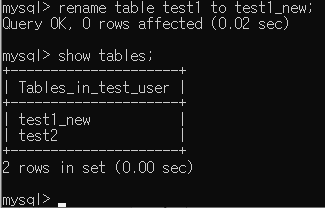 mysql> rename table test1 to test1_new;
Query OK, 0 rows affected (0.02 sec)
mysql> show tables;
+---------------------+
| Tables_in_test_user |
+---------------------+
| test1_new           |
| test2               |
+---------------------+
2 rows in set (0.00 sec)
mysql>